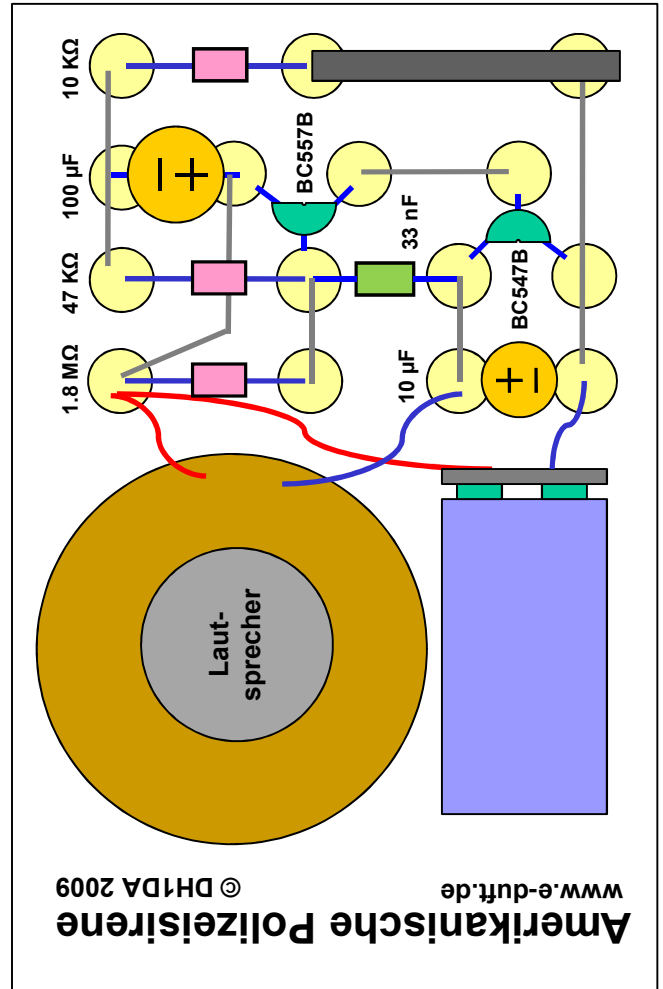 10 KΩ
100 µF
BC557B
47 KΩ
33 nF
BC547B
1.8 MΩ
10 µF
Laut-
sprecher
Amerikanische Polizeisirene
www.e-duft.de © DH1DA 2009